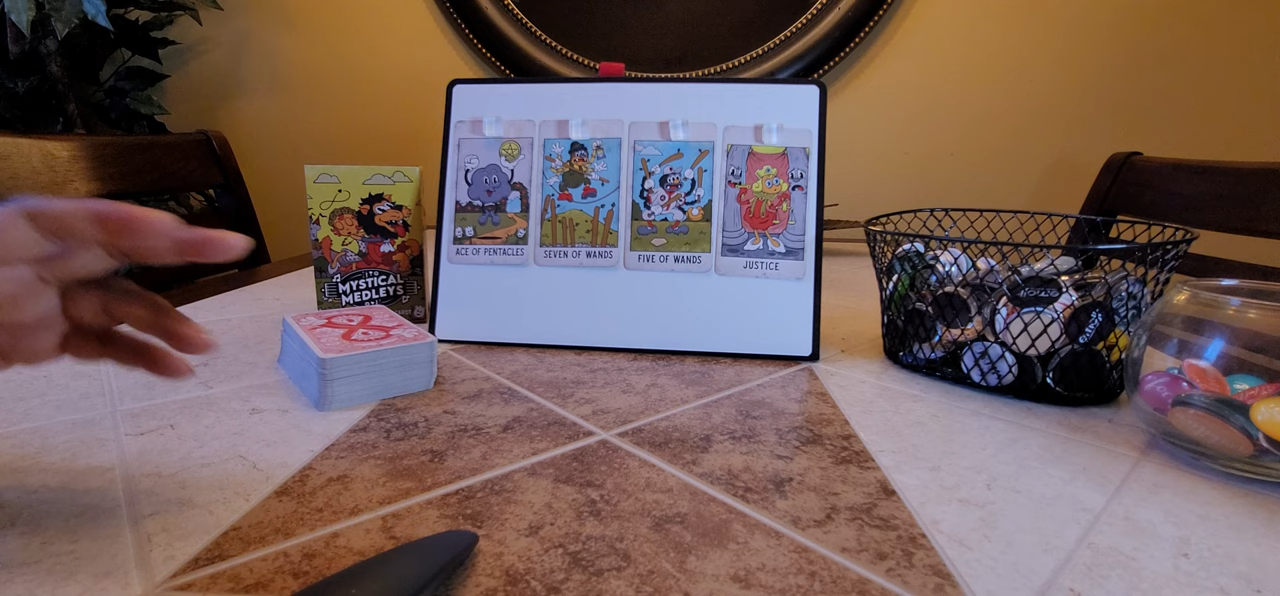 MYSTICAL
MEDLEYS
ACE OF PENTACLES
SEVEN OF WANDS
FIVE OF WANDS
JUSTICE